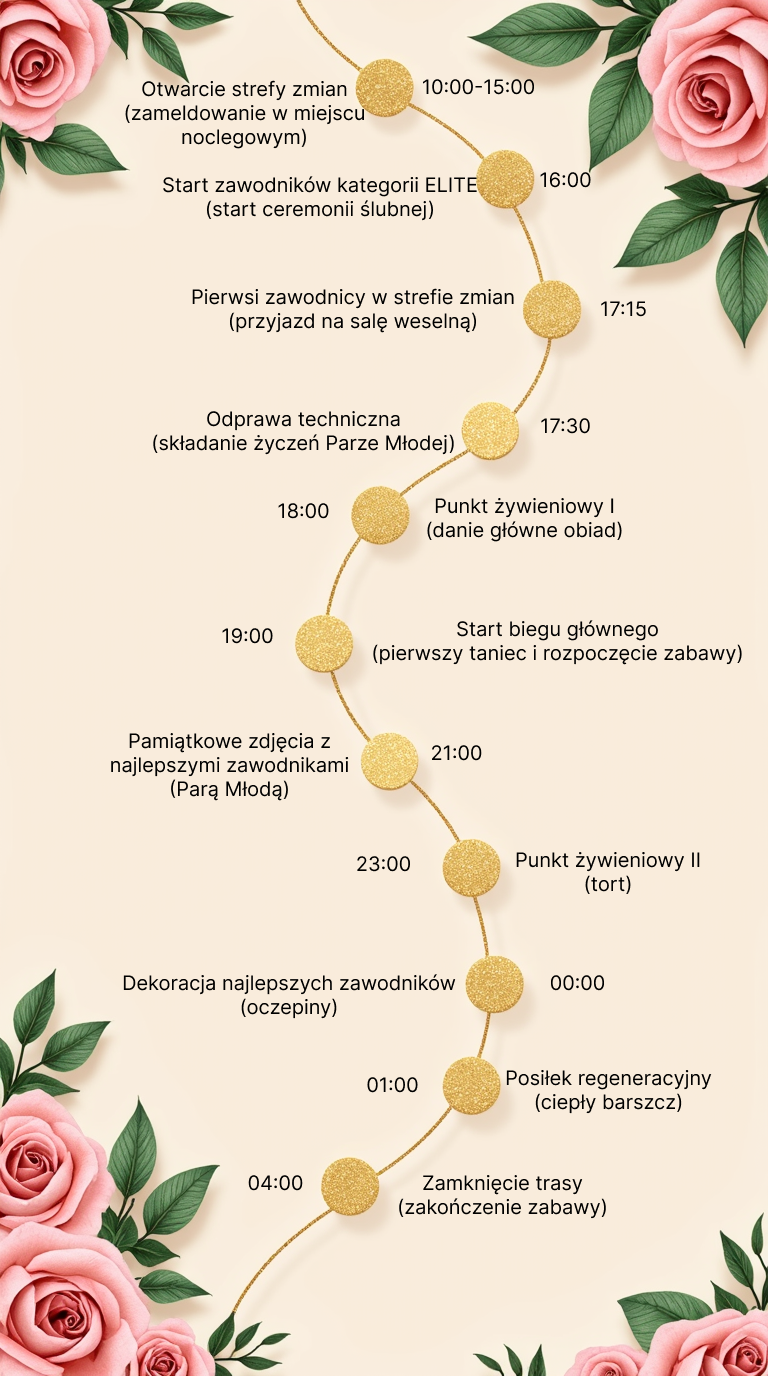 Otwarcie strefy zmian
(zameldowanie w miejscu
noclegowym)
10:00-15:00
Start zawodników kategorii ELITE
(start ceremonii ślubnej)
16:00
Pierwsi zawodnicy w strefie zmian
(przyjazd na salę weselną)
17:15
Odprawa techniczna
(składanie życzeń Parze Młodej)
17:30
18:00
Punkt żywieniowy I
(danie główne obiad)
19:00
Start biegu głównego
(pierwszy taniec i rozpoczęcie zabawy)
Pamiątkowe zdjęcia z
najlepszymi zawodnikami
(Parą Młodą)
21:00
23:00
Punkt żywieniowy II
(tort)
Dekoracja najlepszych zawodników
(oczepiny)
00:00
01:00
Posiłek regeneracyjny
(ciepły barszcz)
04:00
Zamknięcie trasy
(zakończenie zabawy)